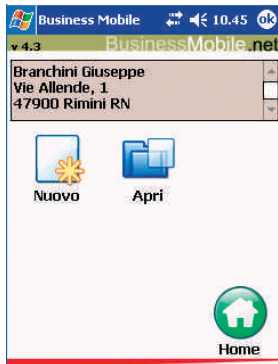 Business Mobile 10.45 ok
v 4.3 BusinessMobile.net
Branchini Giuseppe
Vie Allende, 1
47900 Rimini RN
Nuovo Apri
Home